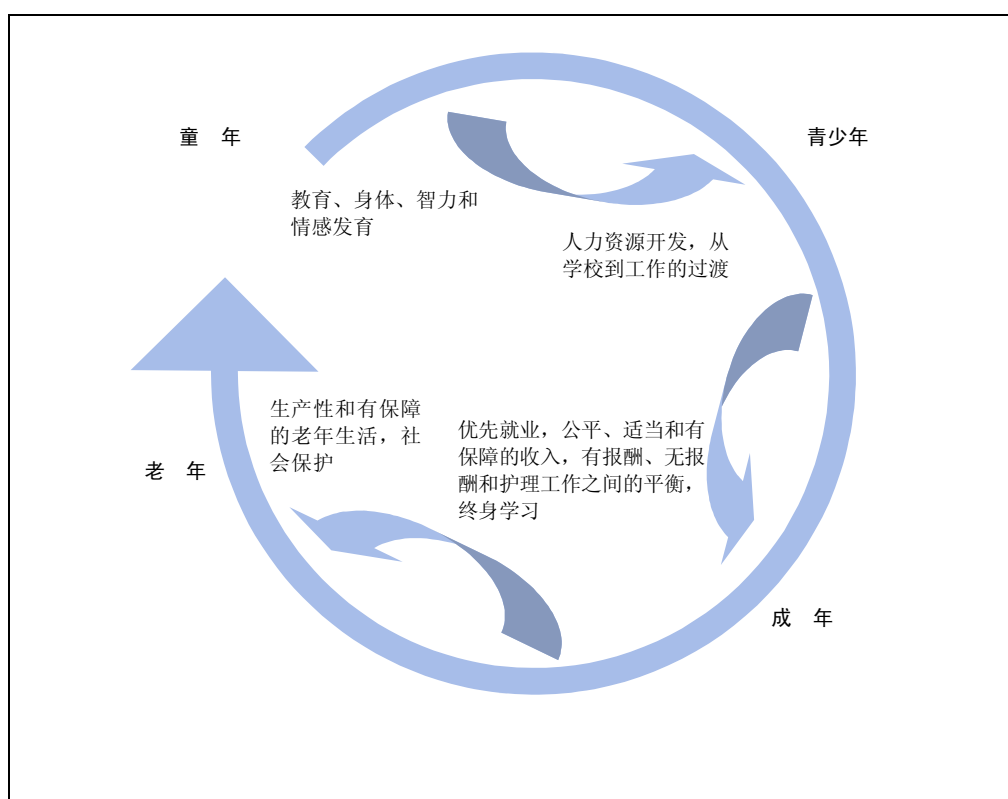 童 年
青少年
教育、身体、智力和
情感发育
人力资源开发，从
学校到工作的过渡
生产性和有保障
的老年生活，社
会保护
老 年
优先就业，公平、适当和有
保障的收入，有报酬、无报
酬和护理工作之间的平衡，
终身学习
成 年